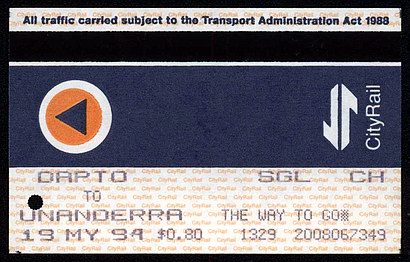 All traffic carried subject to the Transport Administration Act 1988
CityRail
DAPTO SGL CH
TO
UNANDERRA THE WAY TO GO※
19 MY 94 $0.80 1329 2008067349